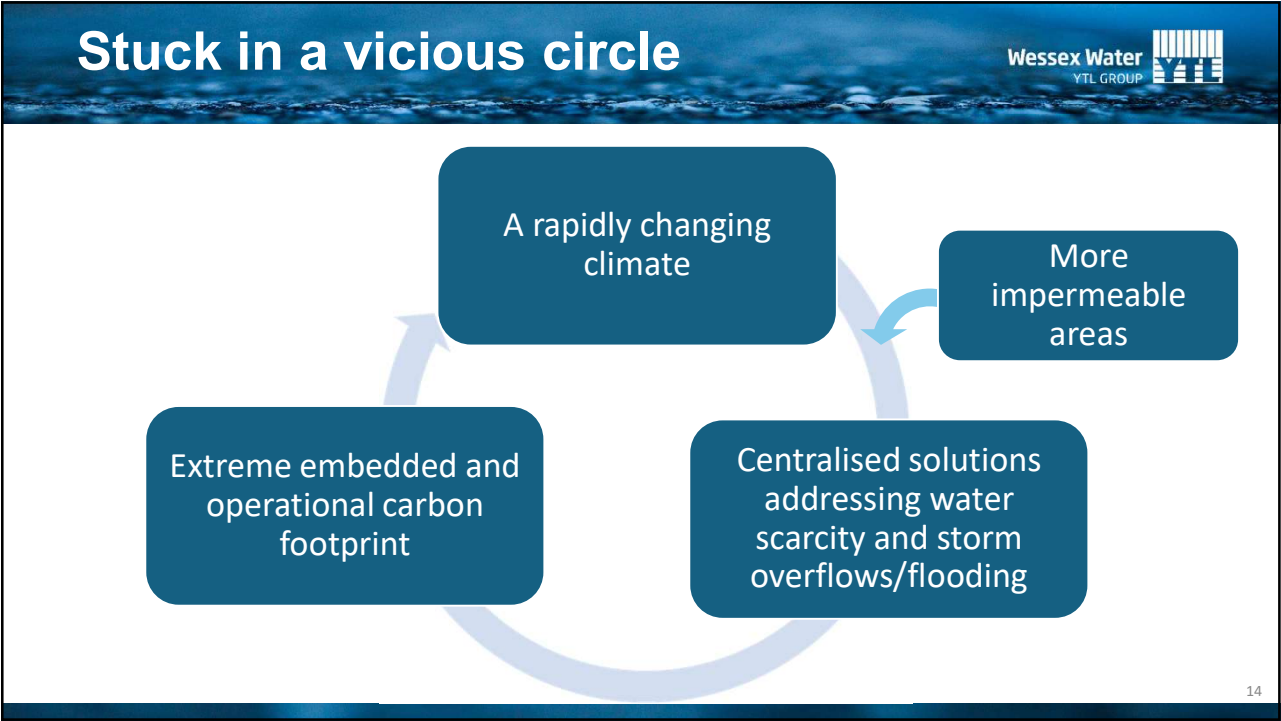 Stuck in a vicious circle
Wessex Water
YTL GROUP
YTL
A rapidly changing
climate
More
impermeable
areas
Extreme embedded and
operational carbon
footprint
Centralised solutions
addressing water
scarcity and storm
overflows/flooding
14